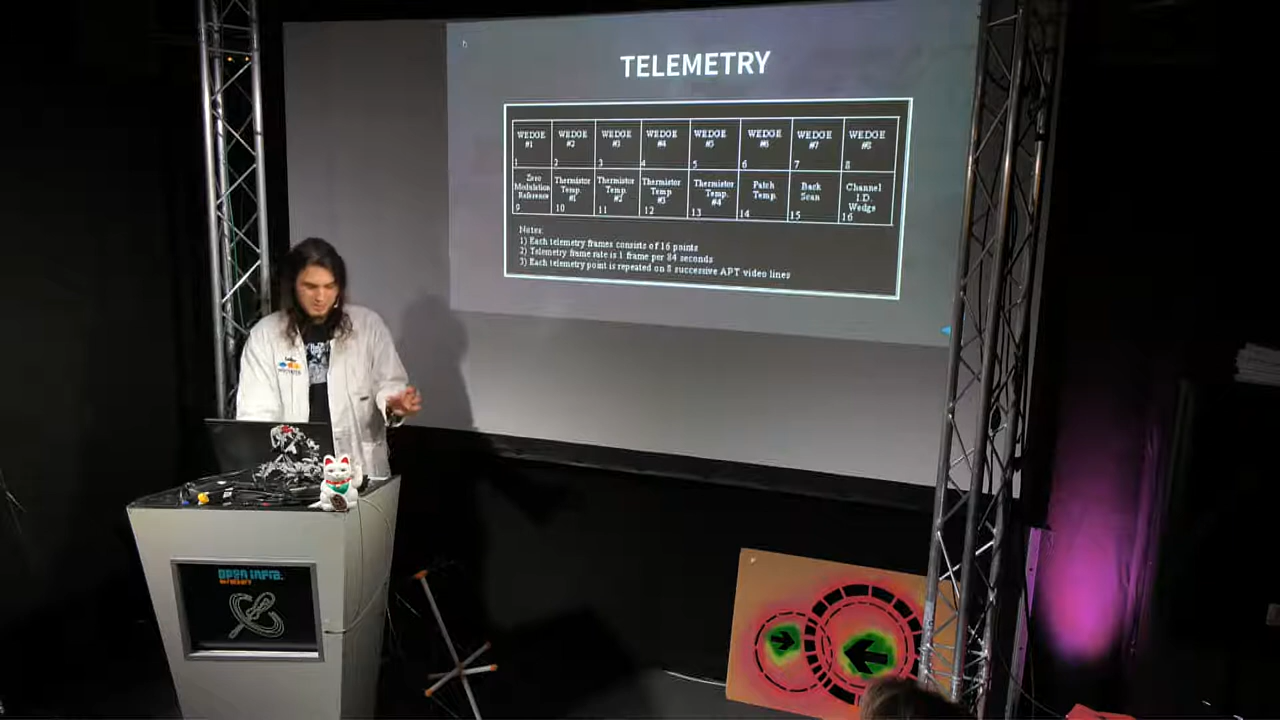 TELEMETRY
WEDGE #1
1
WEDGE #2
2
WEDGE #3
3
WEDGE #4
4
WEDGE #5
5
WEDGE #6
6
WEDGE #7
7
WEDGE #8
8
Zero
Modulation
Reference
9
Thermistor
Temp.
#1
10
Thermistor
Temp.
#2
11
Thermistor
Temp
#3
12
Thermistor
Temp.
#4
13
Patch
Temp.
14
Back
Scan
15
Channel
I.D.
Wedge
16
Notes:
1) Each telemetry frames consists of 16 points
2) Telemetry frame rate is 1 frame per 84 seconds
3) Each telemetry point is repeated on 8 successive APT video lines
OPEN INFRA.